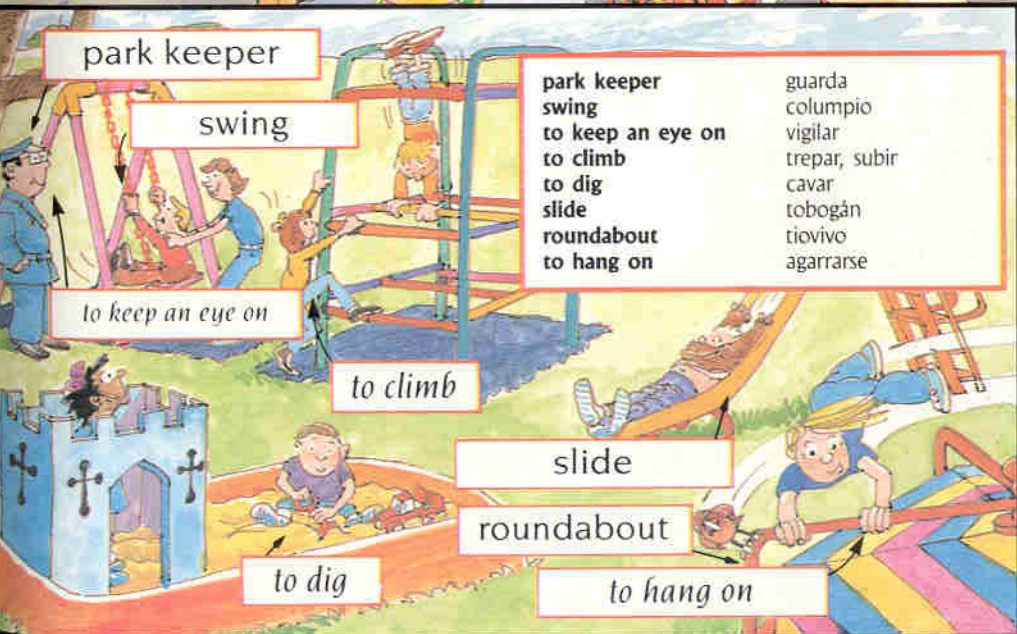 park keeper
swing
park keeper guarda
swing columpio
to keep an eye on vigilar
to climb trepar, subir
to dig cavar
slide tobogán
roundabout tiovivo
to hang on agarrarse
to keep an eye on
to climb
slide
roundabout
to dig
to hang on